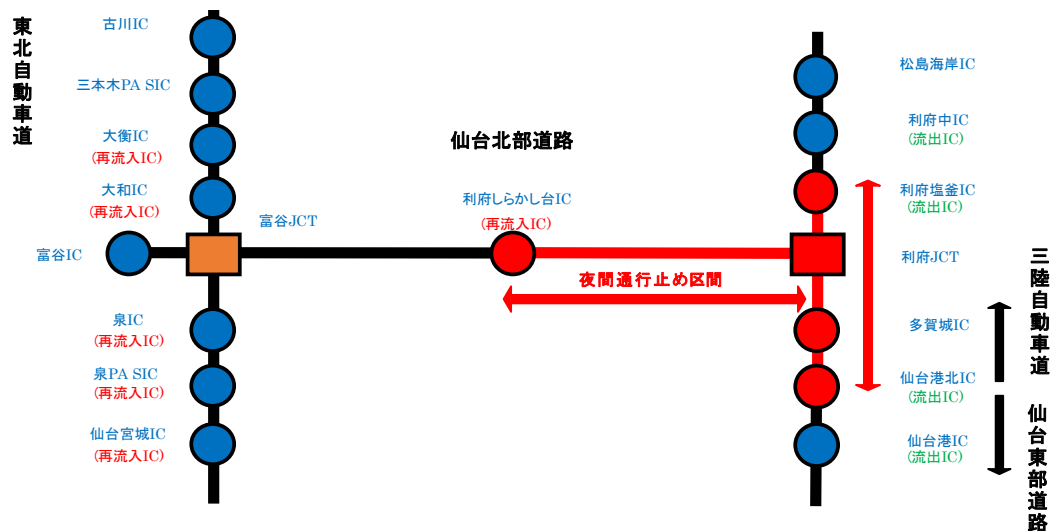 東北自動車道
古川IC
三本木PA SIC
大衡IC
(再流入IC)
大和IC
(再流入IC)
富谷JCT
富谷IC
泉IC
(再流入IC)
泉PA SIC
(再流入IC)
仙台宮城IC
(再流入IC)
仙台北部道路
利府しらかし台IC
(再流入IC)
夜間通行止め区間
松島海岸IC
利府中IC
(流出IC)
利府塩釜IC
(流出IC)
利府JCT
多賀城IC
仙台港北IC
(流出IC)
仙台港IC
(流出IC)
三陸自動車道
仙台東部道路